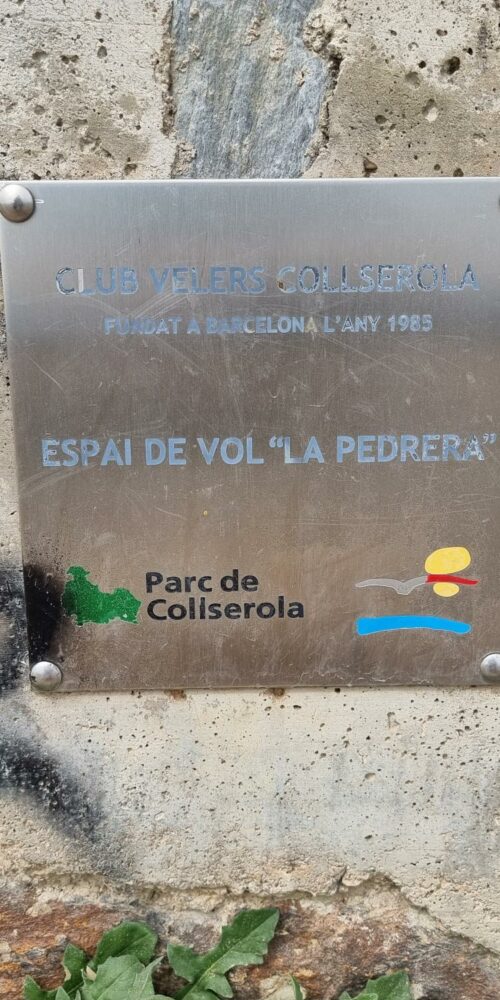 CLUB VELERS COLLSEROLA
FUNDAT A BARCELONA L'ANY 1985
ESPAI DE VOL "LA PEDRERA"
Parc de
Collserola